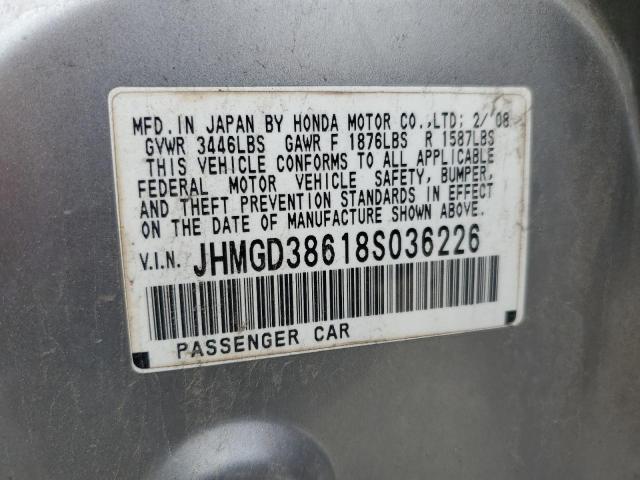 MFD. IN JAPAN BY HONDA MOTOR CO.,LTD; 2/'08
GVWR 3446LBS GAWR F 1876LBS R 1587LBS
THIS VEHICLE CONFORMS TO ALL APPLICABLE
FEDERAL MOTOR VEHICLE SAFETY, BUMPER,
AND THEFT PREVENTION STANDARDS IN EFFECT
ON THE DATE OF MANUFACTURE SHOWN ABOVE.
V.I.N. JHMGD38618S036226
PASSENGER CAR